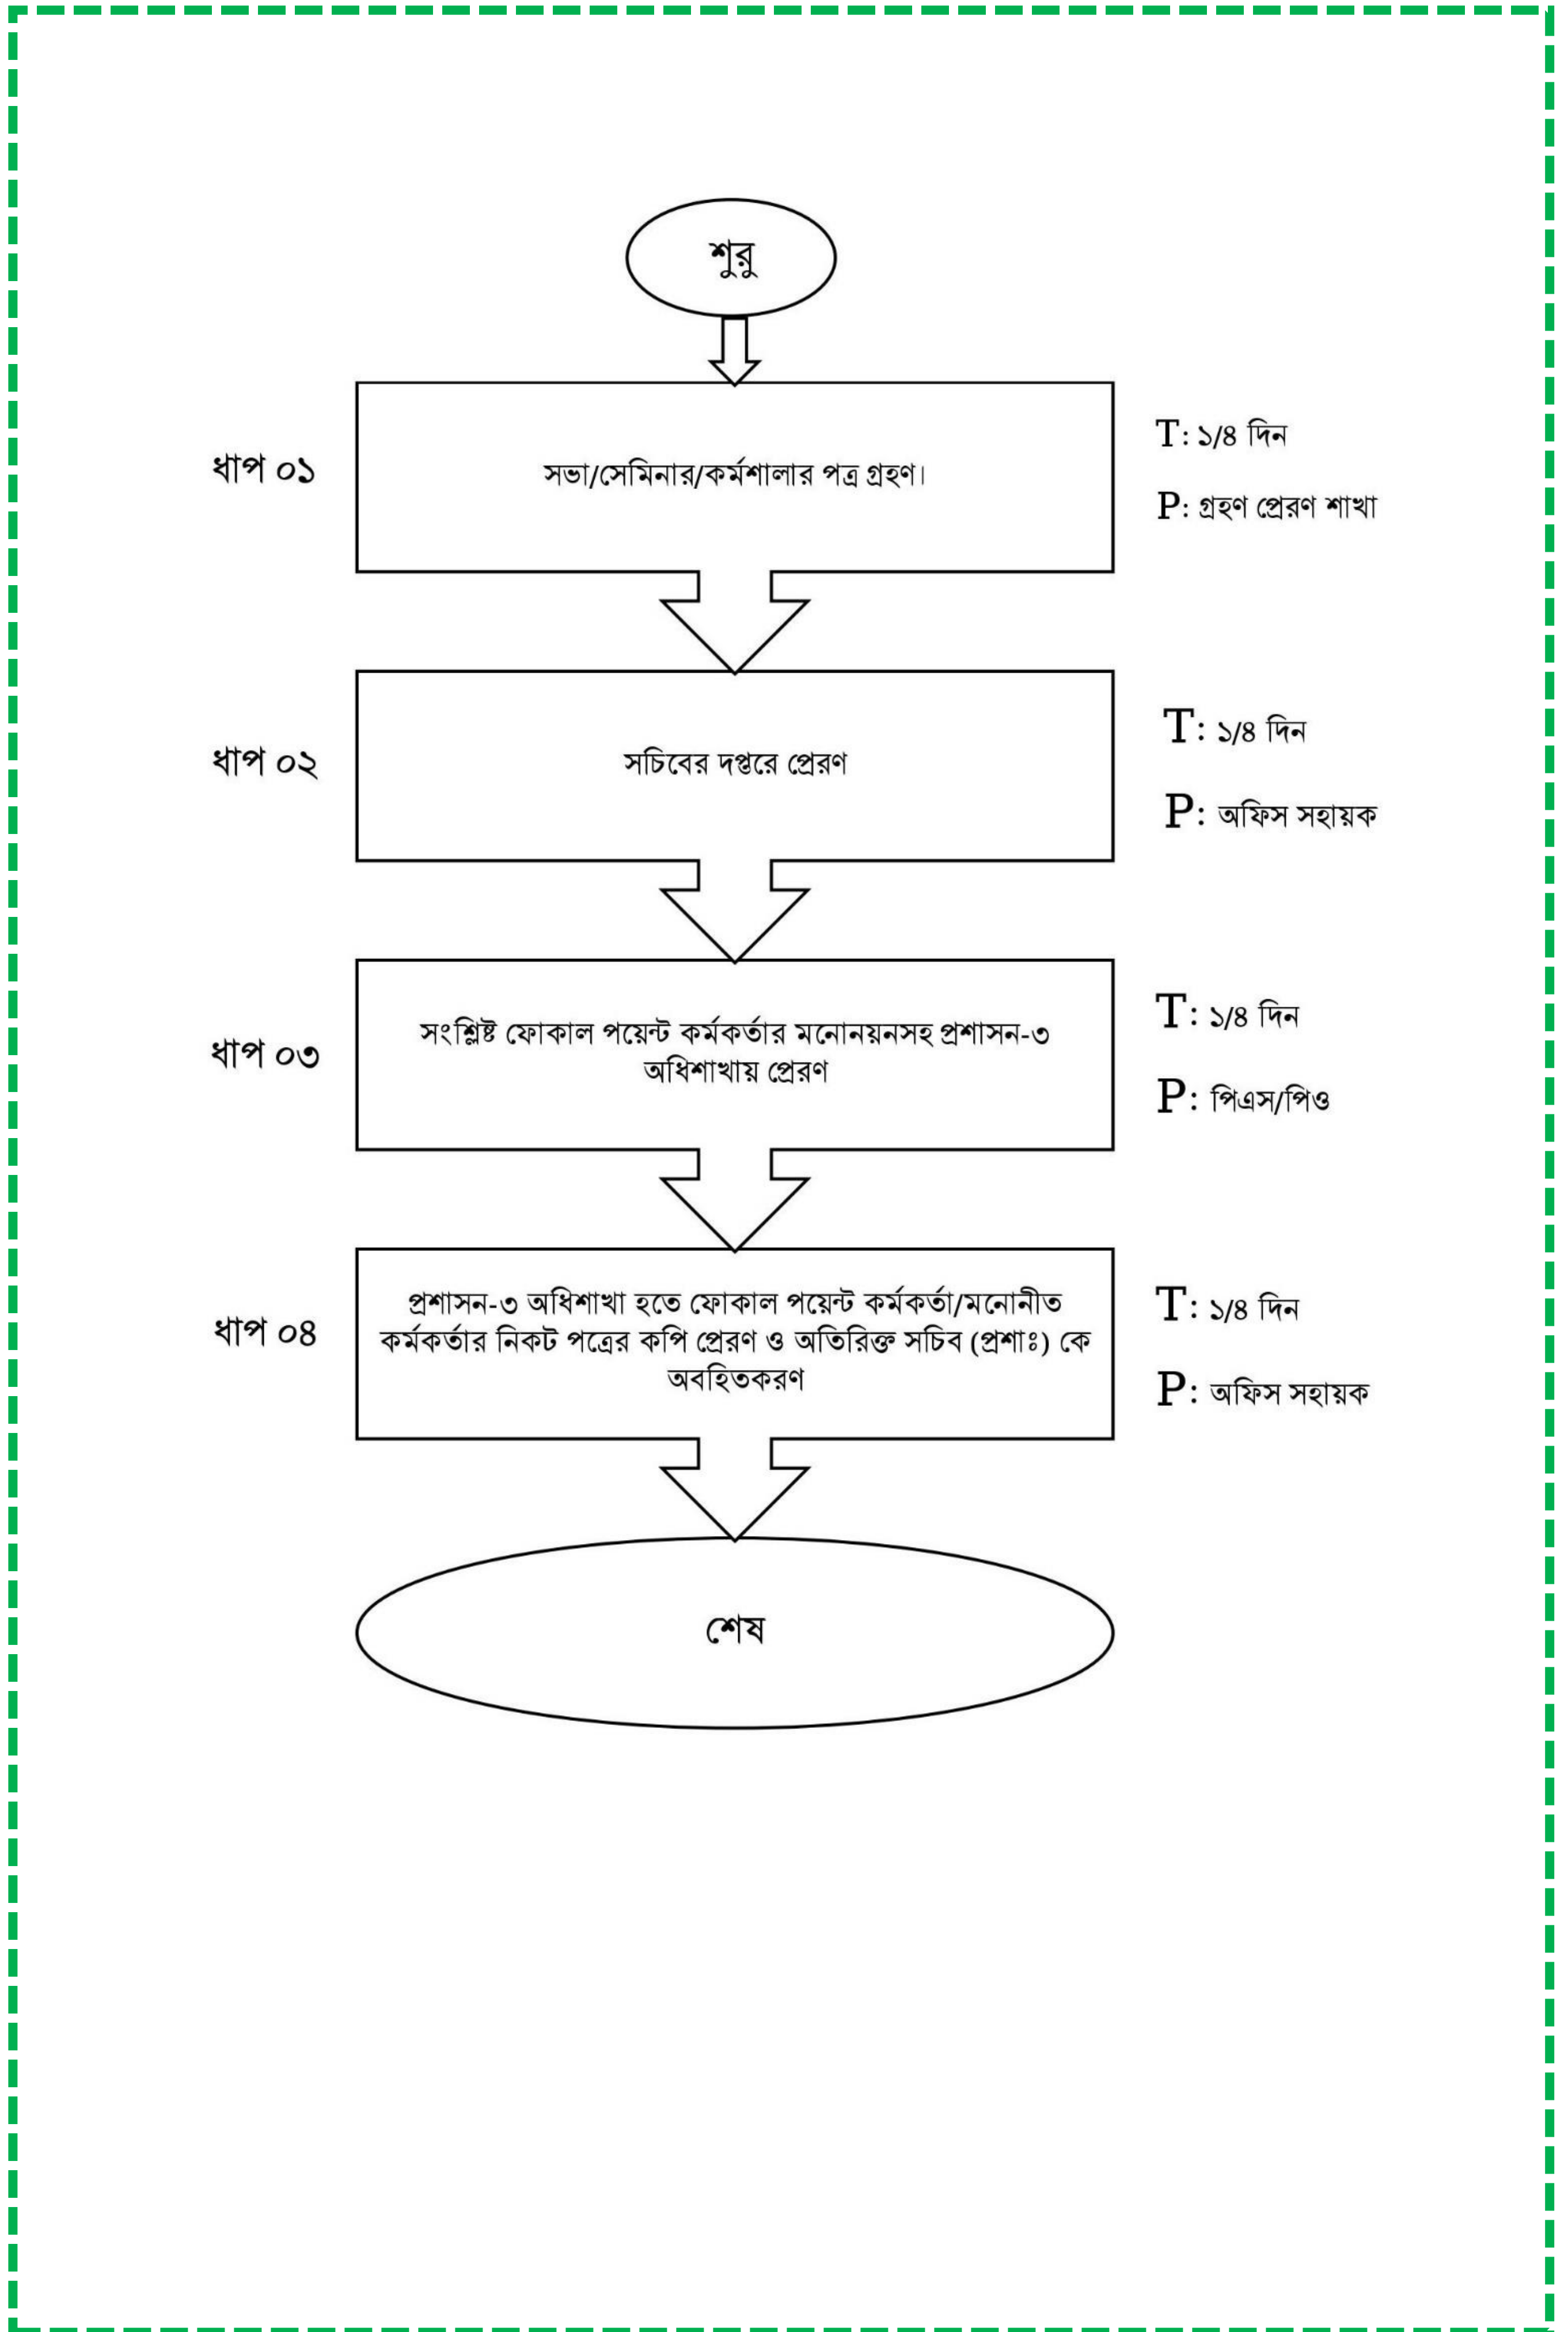 শুরু
ধাপ ০১
সভা/সেমিনার/কর্মশালার পত্র গ্রহণ।
T: ১/৪ দিন
P: গ্রহণ প্রেরণ শাখা
ধাপ ০২
সচিবের দপ্তরে প্রেরণ
T: ১/৪ দিন
P: অফিস সহায়ক
ধাপ ০৩
সংশ্লিষ্ট ফোকাল পয়েন্ট কর্মকর্তার মনোনয়নসহ প্রশাসন-৩
অধিশাখায় প্রেরণ
T: ১/৪ দিন
P: পিএস/পিও
ধাপ ০৪
প্রশাসন-৩ অধিশাখা হতে ফোকাল পয়েন্ট কর্মকর্তা/মনোনীত
কর্মকর্তার নিকট পত্রের কপি প্রেরণ ও অতিরিক্ত সচিব (প্রশাঃ) কে
অবহিতকরণ
T: ১/৪ দিন
P: অফিস সহায়ক
শেষ